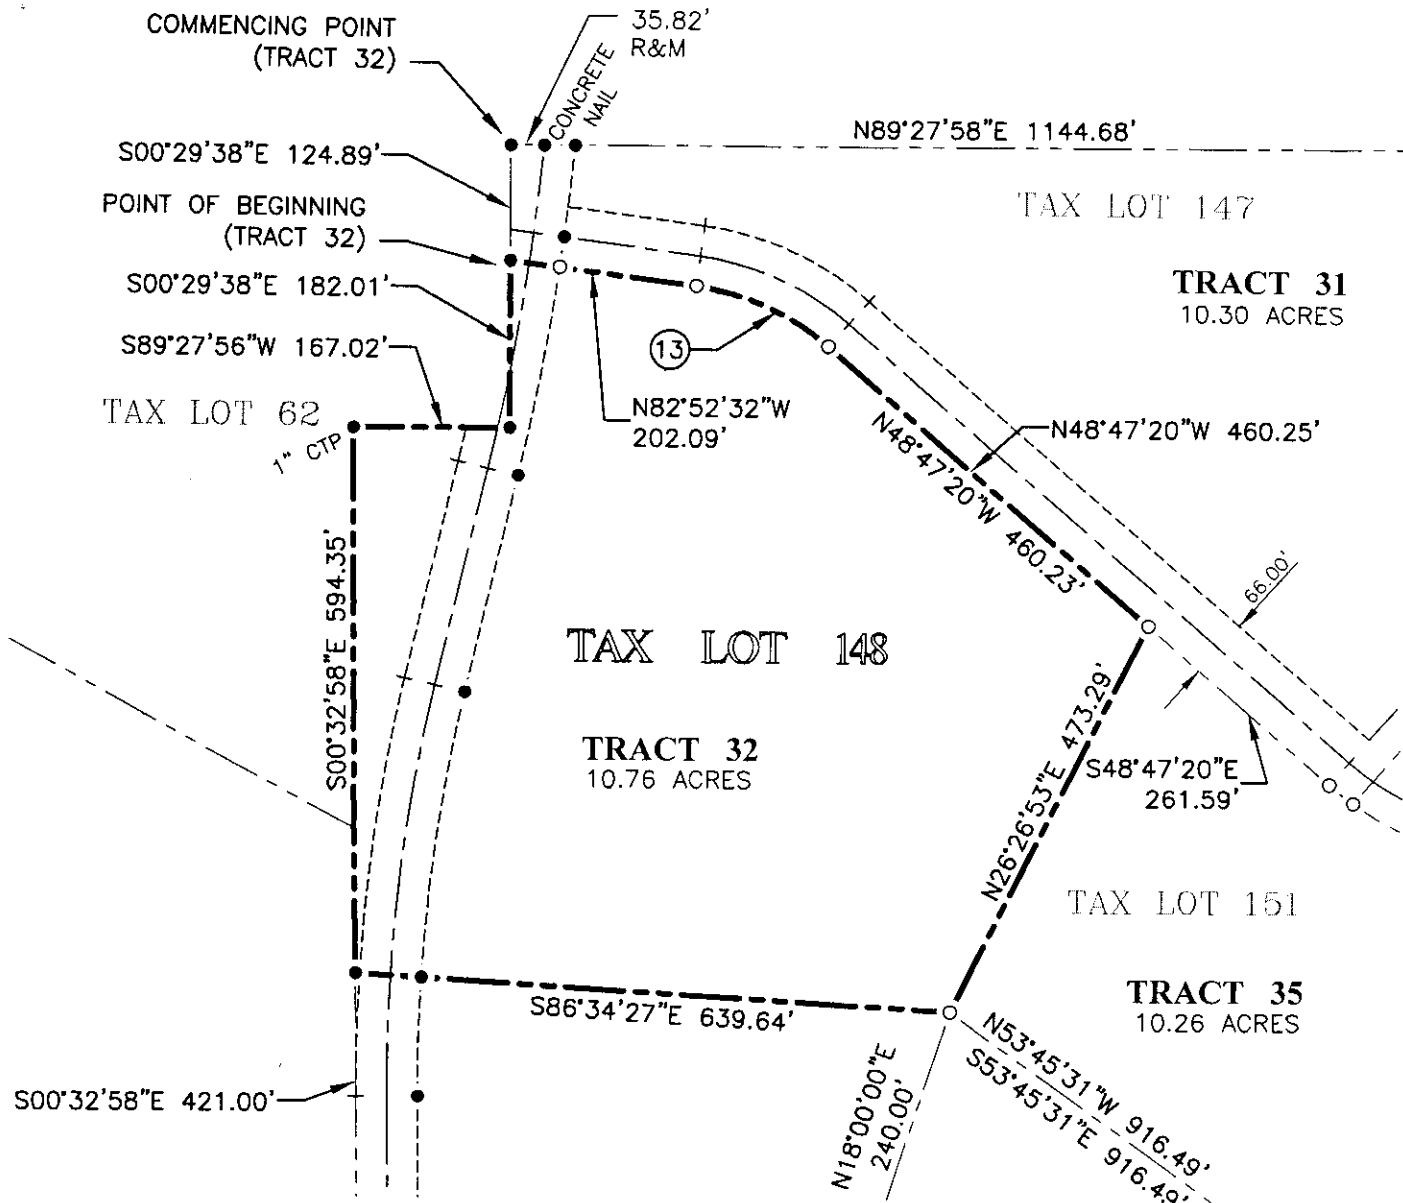 COMMENCING POINT
(TRACT 32)
35.82'
R&M
CONCRETE
NAIL
N89°27'58"E 1144.68'
S00°29'38"E 124.89'
POINT OF BEGINNING
(TRACT 32)
TAX LOT 147
S00°29'38"E 182.01'
TRACT 31
10.30 ACRES
S89°27'56"W 167.02'
13
TAX LOT 62
N82°52'32"W
202.09'
N48°47'20"W 460.25'
1" CTP
N48°47'20"W 460.23'
S00°32'58"E 594.35'
66.00'
TAX LOT 148
N26°26'53"E 473.29'
TRACT 32
10.76 ACRES
S48°47'20"E
261.59'
TAX LOT 151
S86°34'27"E 639.64'
TRACT 35
10.26 ACRES
S00°32'58"E 421.00'
N18°00'00"E
240.00'
N53°45'31"W 916.49'
S53°45'31"E 916.49'